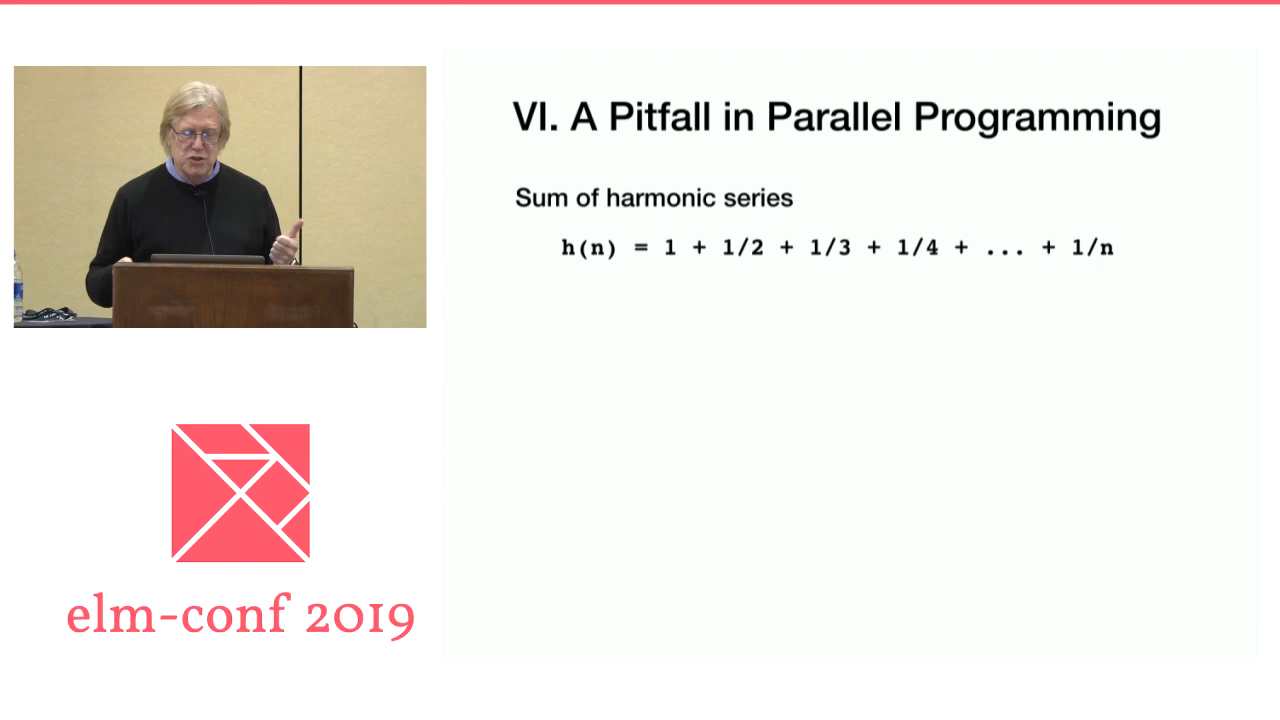 VI. A Pitfall in Parallel Programming
Sum of harmonic series
h(n) = 1 + 1/2 + 1/3 + 1/4 + ... + 1/n
elm-conf 2019